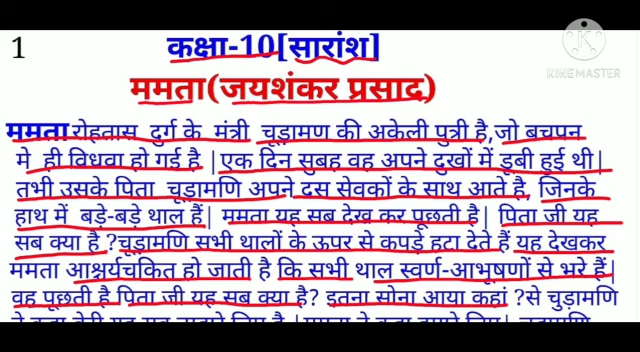 1
कक्षा-10[सारांश]
KINEMASTER
ममता(जयशंकर प्रसाद)
ममता रोहतास दुर्ग के मंत्री चूड़ामण की अकेली पुत्री है,जो बचपन
मे ही विधवा हो गई है |एक दिन सुबह वह अपने दुखों में डूबी हुई थी|
तभी उसके पिता चूड़ामणि अपने दस सेवकों के साथ आते है, जिनके
हाथ में बड़े-बड़े थाल हैं| ममता यह सब देख कर पूछती है| पिता जी यह
सब क्या है ?चूड़ामणि सभी थालों के ऊपर से कपड़े हटा देते हैं यह देखकर
ममता आश्चर्यचकित हो जाती है कि सभी थाल स्वर्ण-आभूषणों से भरे हैं|
वह पूछती है पिता जी यह सब क्या है? इतना सोना आया कहां ?से चुड़ामणि